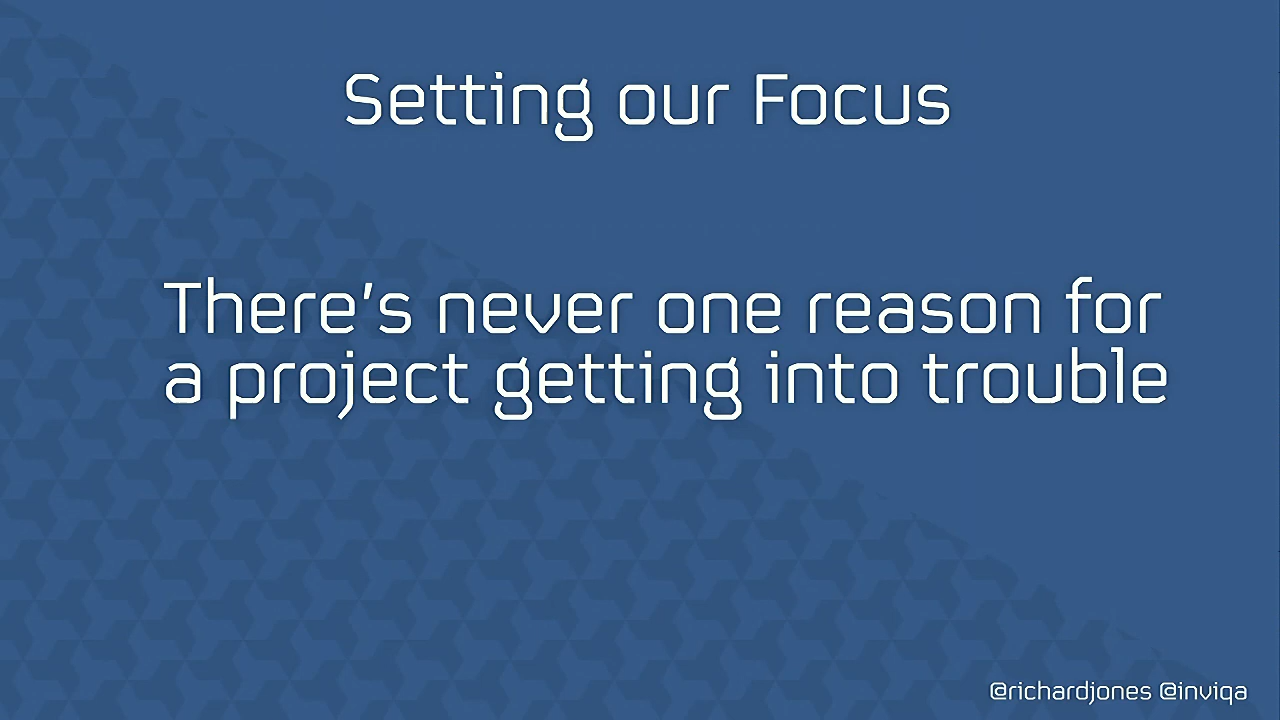 Setting our Focus
There's never one reason for
a project getting into trouble
@richardjones @inviqa